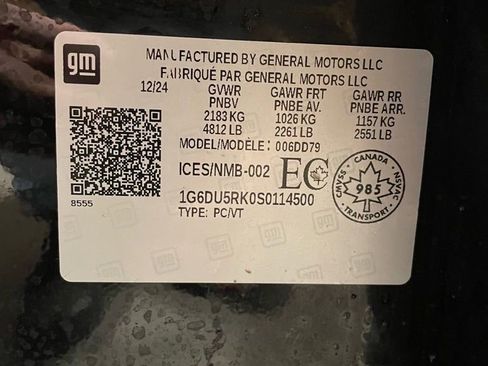 gm
MANUFACTURED BY GENERAL MOTORS LLC
FABRIQUÉ PAR GENERAL MOTORS LLC
12/24 GVWR GAWR FRT GAWR RR
PNBV PNBE AV. PNBE ARR.
2183 KG 1026 KG 1157 KG
4812 LB 2261 LB 2551 LB
MODEL/MODÈLE: 006DD79
ICES/NMB-002 EC
CANADA
CMVSS 985 NSVAC
TRANSPORT
8555
1G6DU5RK0S0114500
TYPE: PC/VT